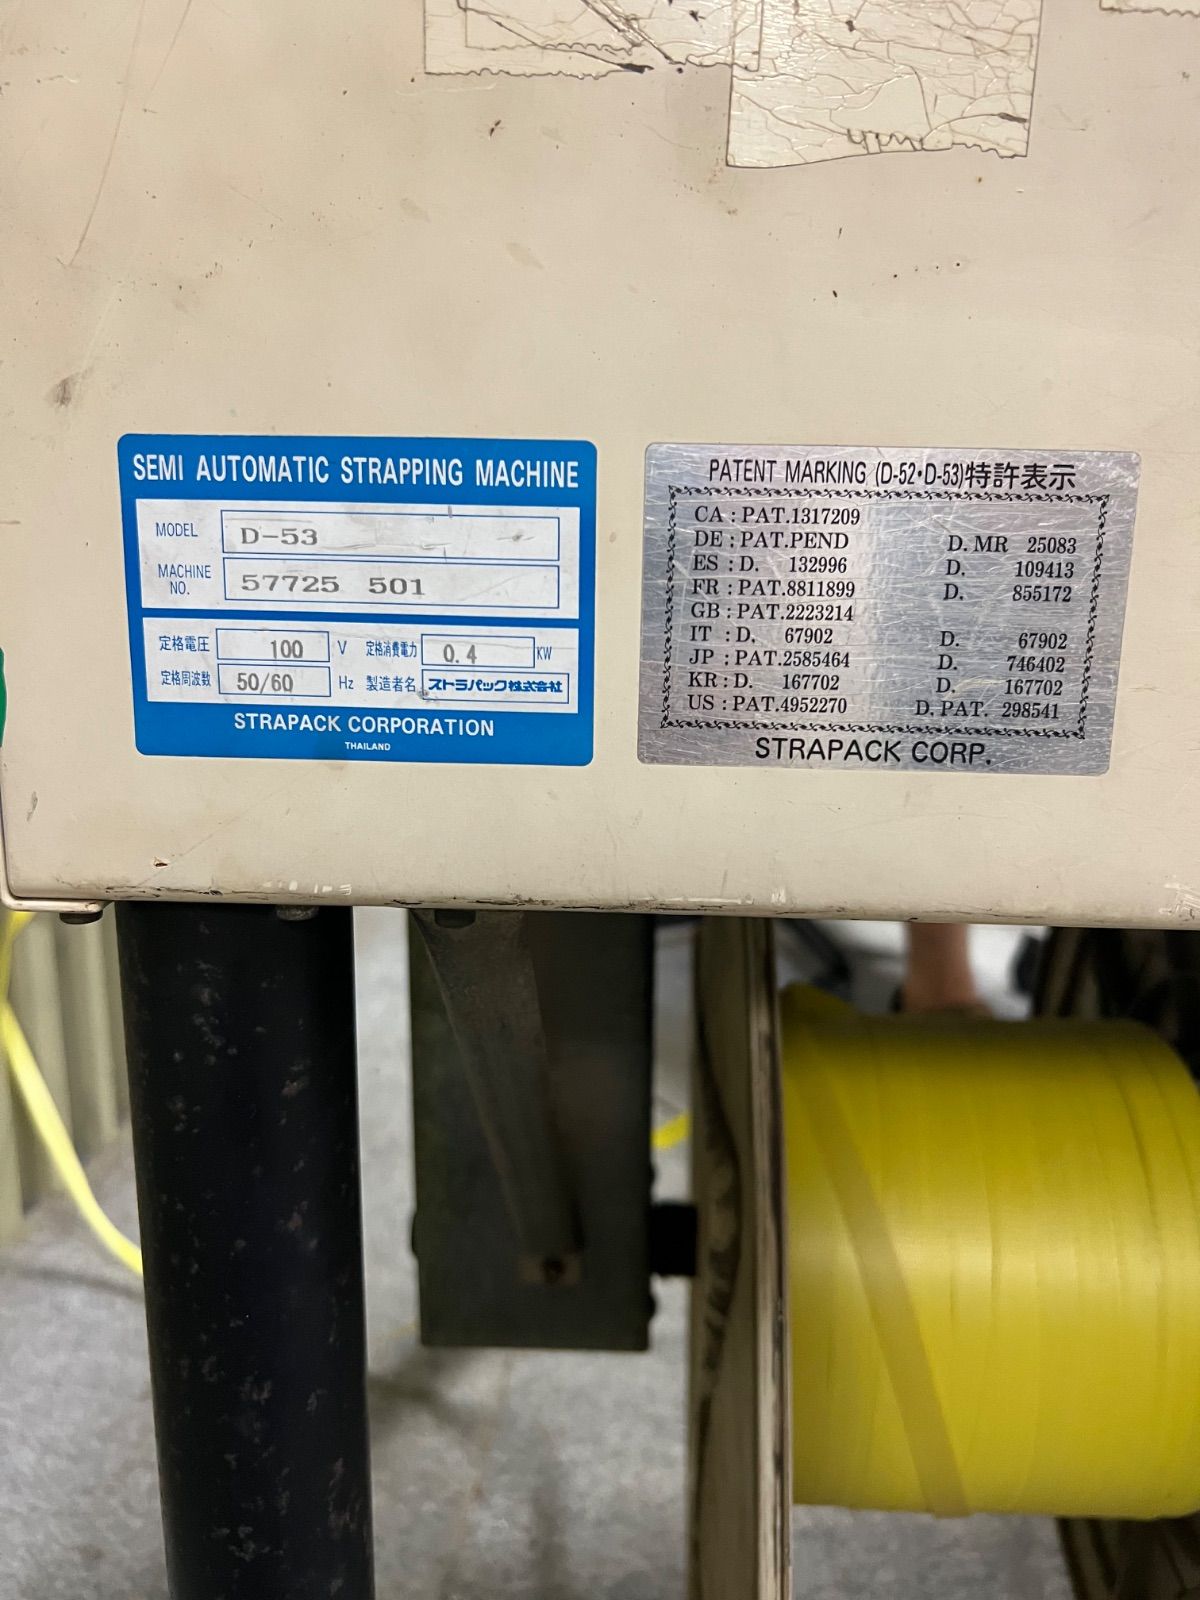 SEMI AUTOMATIC STRAPPING MACHINE
MODEL D-53
MACHINE NO. 57725 501
定格電圧 100 V 定格消費電力 0.4 KW
定格周波数 50/60 Hz 製造者名 ストラパック株式会社
STRAPACK CORPORATION
THAILAND
PATENT MARKING (D-52・D-53)特許表示
CA : PAT.1317209
DE : PAT.PEND D. MR 25083
ES : D. 132996 D. 109413
FR : PAT.8811899 D. 855172
GB : PAT.2223214
IT : D. 67902 D. 67902
JP : PAT.2585464 D. 746402
KR : D. 167702 D. 167702
US : PAT.4952270 D. PAT. 298541
STRAPACK CORP.